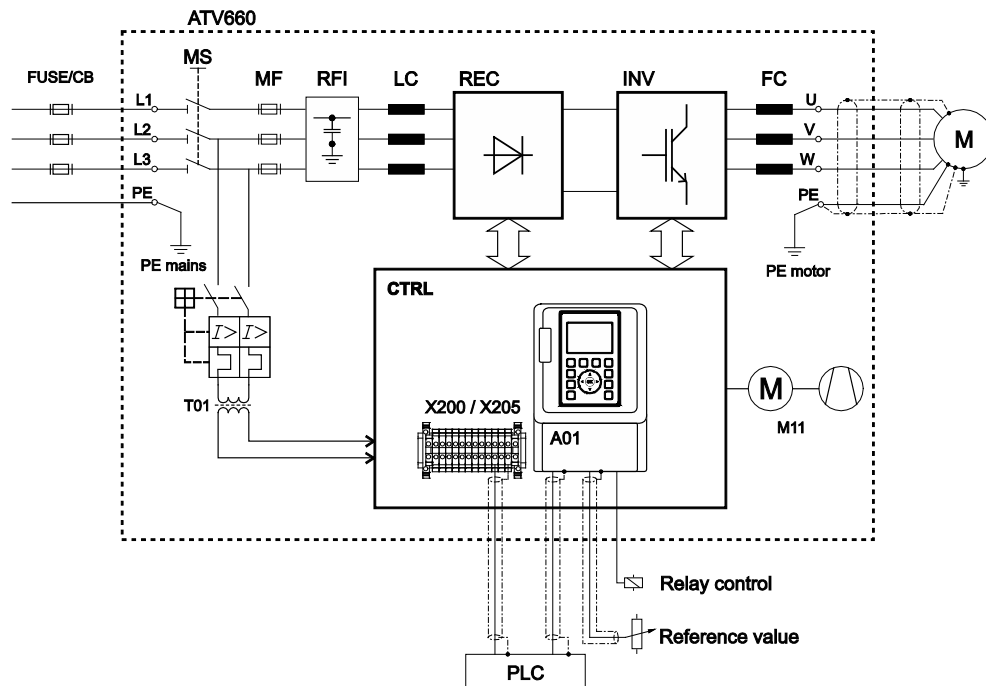 ATV660
MS
FUSE/CB
MF
RFI
LC
REC
INV
FC
L1
U
L2
V
L3
W
M
PE
PE
PE mains
PE motor
CTRL
I>
I>
T01
X200 / X205
A01
M
M11
Relay control
Reference value
PLC